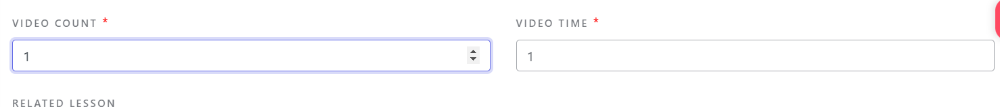 VIDEO COUNT *
VIDEO TIME *
1
1
RELATED LESSON